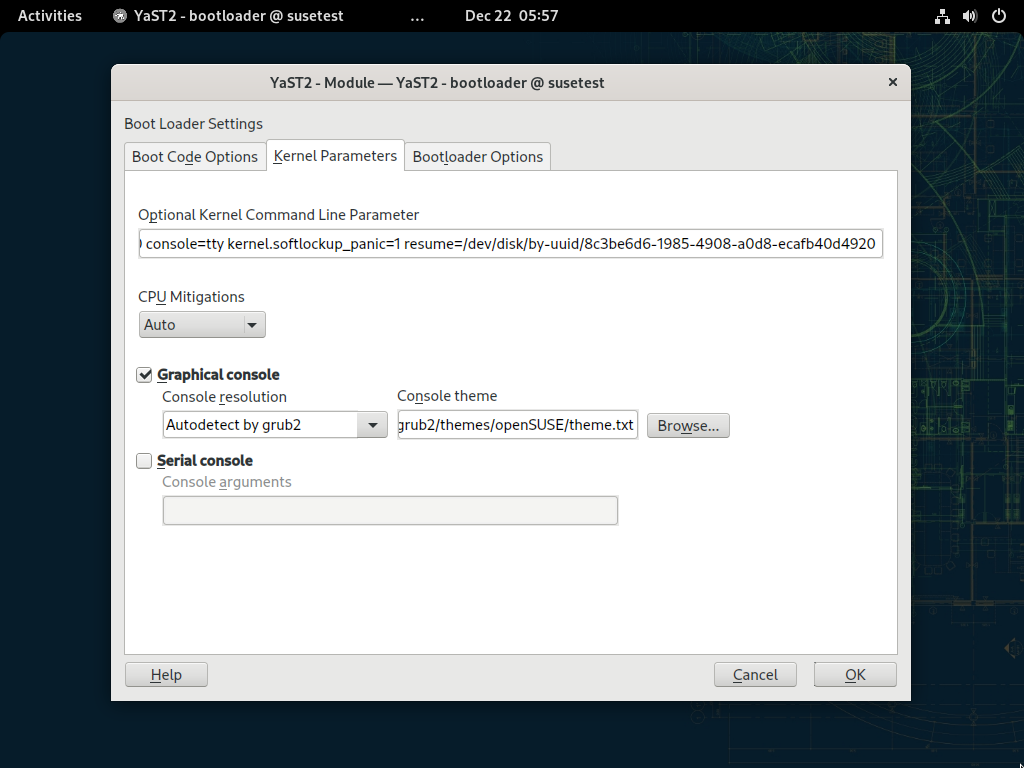 Activities YaST2 - bootloader @ susetest ... Dec 22 05:57
YaST2 - Module — YaST2 - bootloader @ susetest ×
Boot Loader Settings
Boot Code Options Kernel Parameters Bootloader Options
Optional Kernel Command Line Parameter
console=tty kernel.softlockup_panic=1 resume=/dev/disk/by-uuid/8c3be6d6-1985-4908-a0d8-ecafb40d4920
CPU Mitigations
Auto
Graphical console
Console resolution Console theme
Autodetect by grub2 grub2/themes/openSUSE/theme.txt Browse...
Serial console
Console arguments
Help Cancel OK